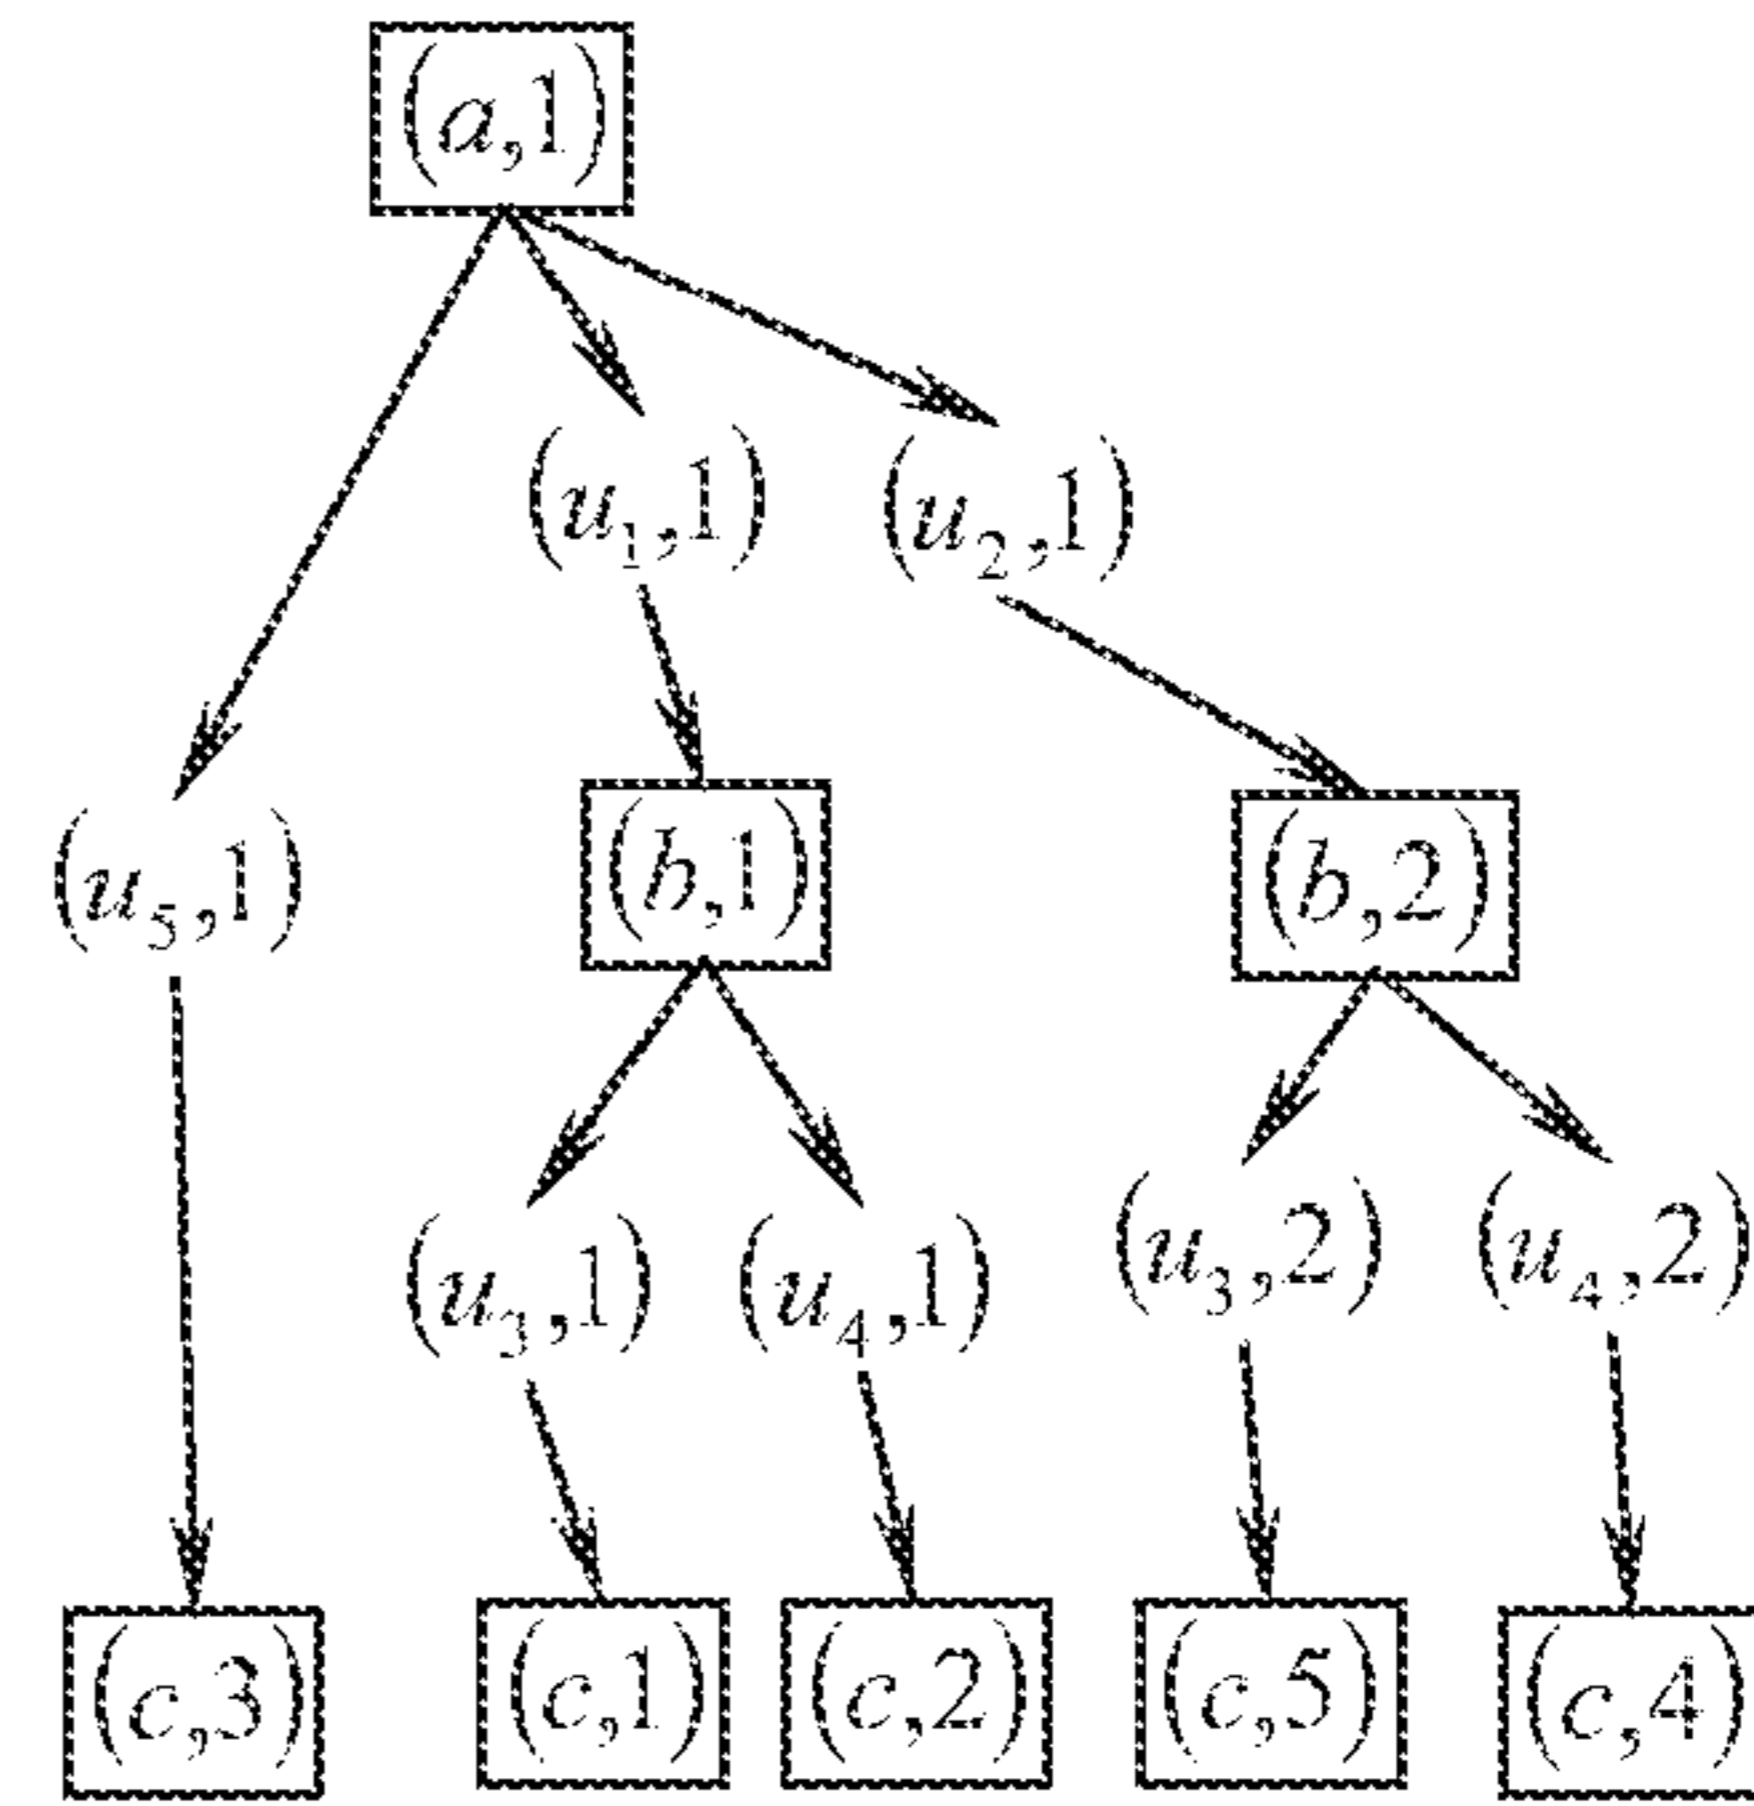 (a,1)
(u₁,1) (u₂,1)
(u₅,1) (b,1) (b,2)
(u₃,1) (u₄,1) (u₃,2) (u₄,2)
(c,3) (c,1) (c,2) (c,5) (c,4)